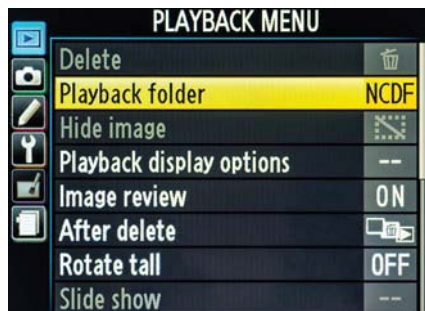 PLAYBACK MENU
Delete
Playback folder NCDF
Hide image
Playback display options --
Image review ON
After delete
Rotate tall OFF
Slide show --